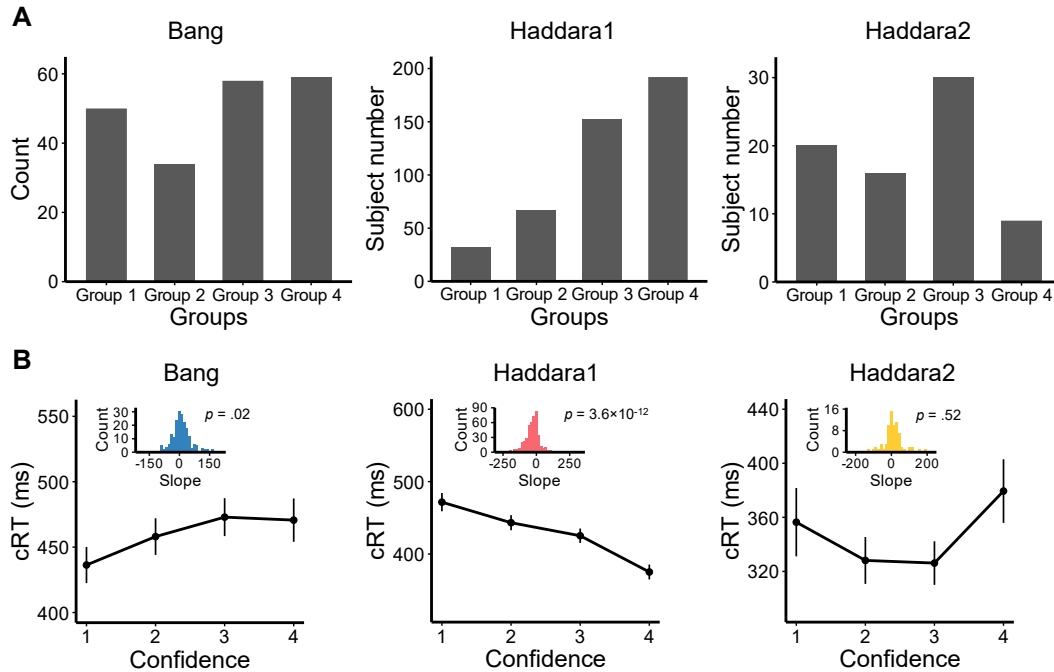 A
Bang
Haddara1
Haddara2
Count
60
40
20
0
Group 1 Group 2 Group 3 Group 4
Groups
Subject number
200
150
100
50
0
Group 1 Group 2 Group 3 Group 4
Groups
Subject number
30
20
10
0
Group 1 Group 2 Group 3 Group 4
Groups
B
Bang
Haddara1
Haddara2
cRT (ms)
550
500
450
400
Count
30
20
10
0
p = .02
-150 0 150
Slope
1 2 3 4
Confidence
cRT (ms)
600
500
400
Count
90
60
30
0
p = 3.6×10-12
-250 0 250
Slope
1 2 3 4
Confidence
cRT (ms)
440
400
360
320
Count
16
8
0
p = .52
-200 0 200
Slope
1 2 3 4
Confidence